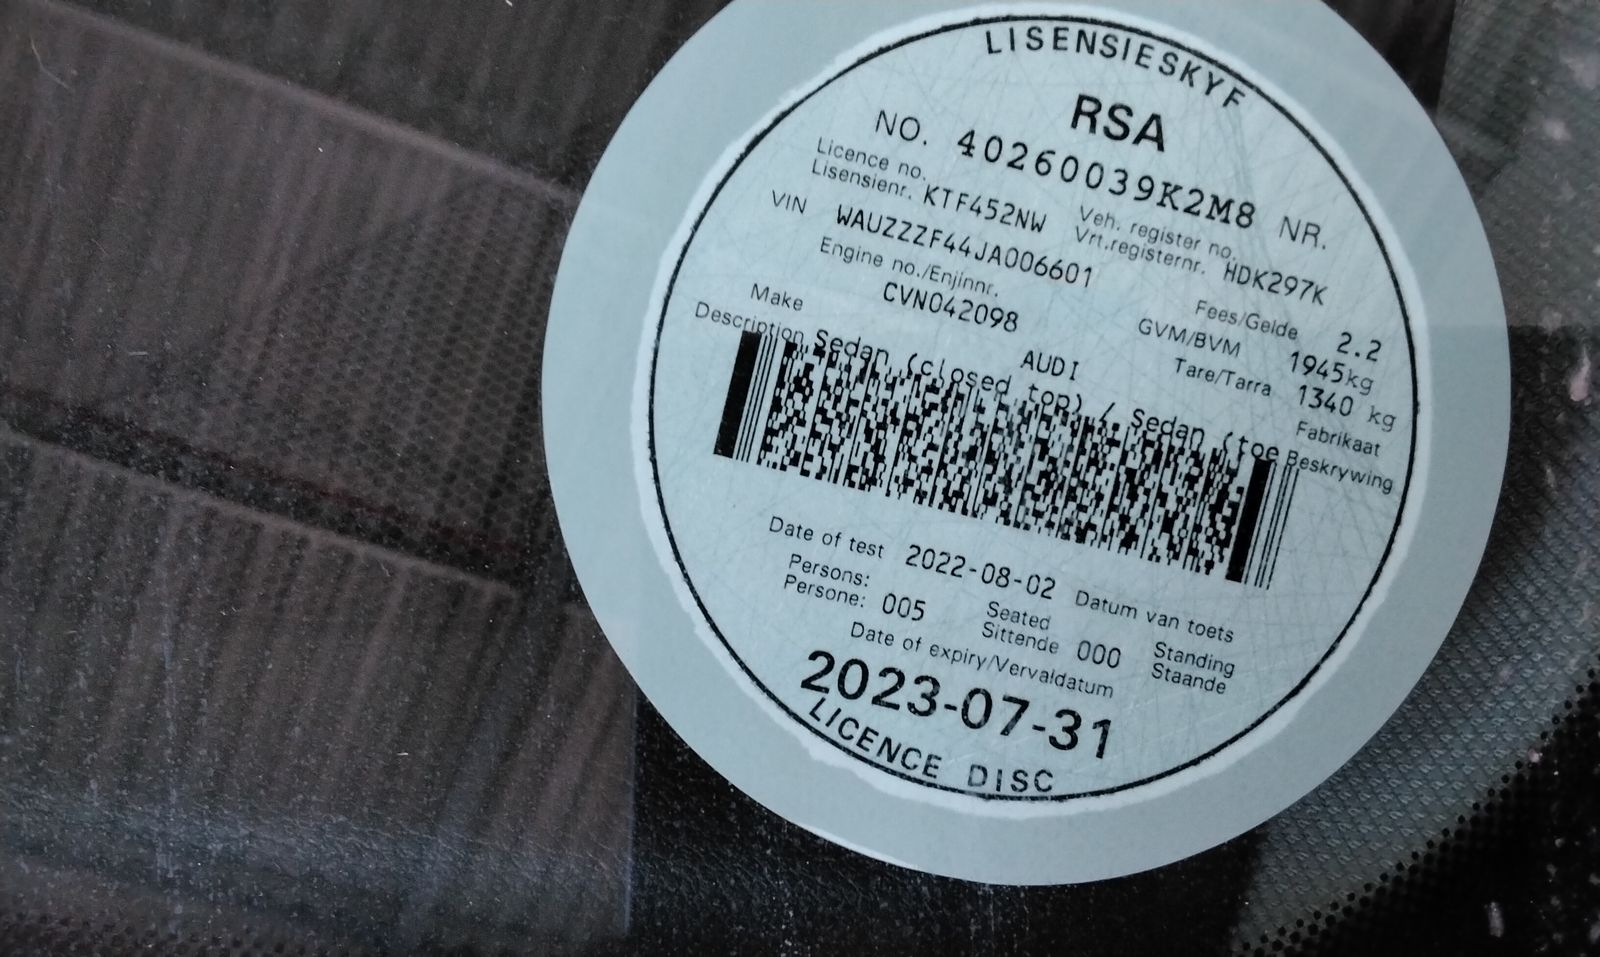 LISENSIESKYF
RSA
NO. 40260039K2M8 NR.
Licence no.
Lisensienr. KTF452NW
Veh. register no.
Vrt.registernr. HDK297K
VIN WAUZZZF44JA006601
Engine no./Enjinnr.
CVN042098
Fees/Gelde 2.2
GVM/BVM 1945kg
Tare/Tarra 1340 kg
Make AUDI Fabrikaat
Description Sedan (closed top) / Sedan (toe Beskrywing
Date of test 2022-08-02 Datum van toets
Persons:
Persone: 005
Seated
Sittende 000
Standing
Staande
Date of expiry/Vervaldatum
2023-07-31
LICENCE DISC